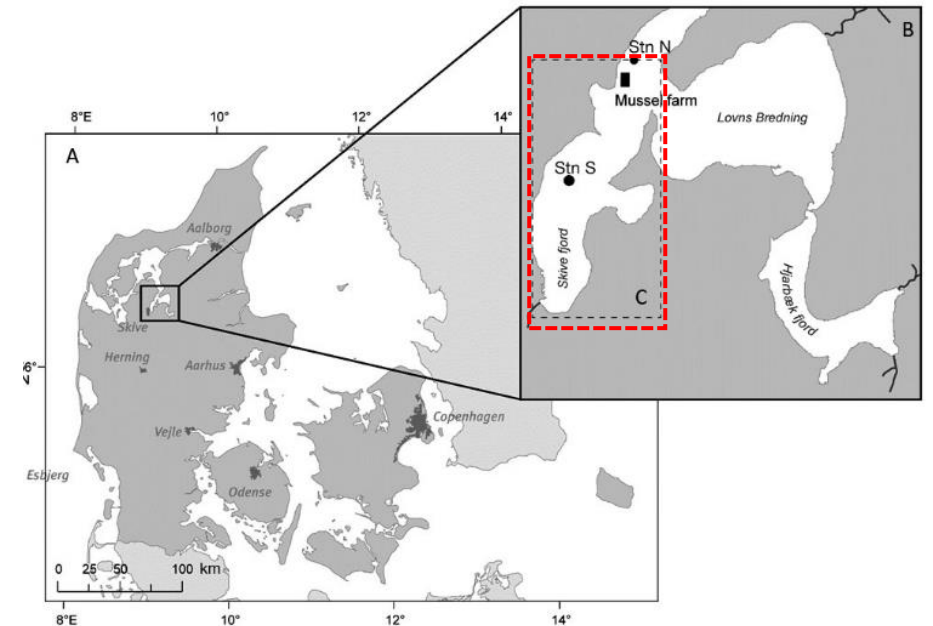 8°E
10°
12°
14°
A
B
Stn N
Mussel farm
Lovns Bredning
Stn S
Skive fjord
Hjarbæk fjord
C
Aalborg
Skive
Herning
Aarhus
Vejle
Copenhagen
Esbjerg
Odense
0 25 50 100 km
8°E
10°
12°
14°